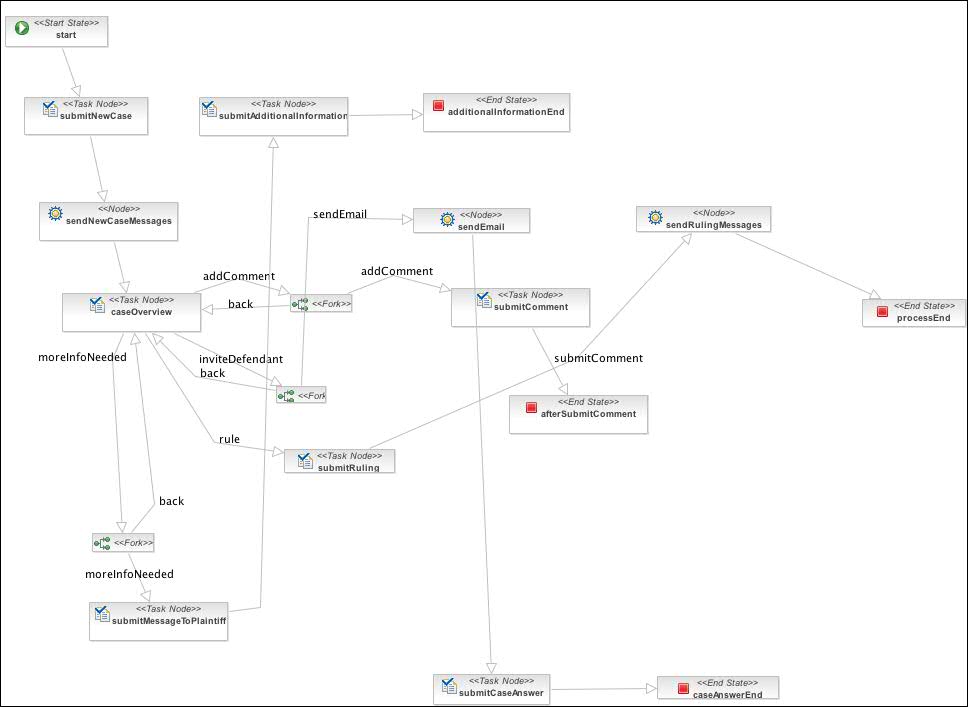 <<Start State>>
start
<<Task Node>>
submitNewCase
<<Task Node>>
submitAdditionalInformation
<<End State>>
additionalInformationEnd
<<Node>>
sendNewCaseMessages
sendEmail
<<Node>>
sendEmail
<<Node>>
sendRulingMessages
addComment
addComment
<<Task Node>>
caseOverview
back
<<Fork>>
<<Task Node>>
submitComment
<<End State>>
processEnd
moreInfoNeeded
inviteDefendant
back
submitComment
<<Fork
<<End State>>
afterSubmitComment
rule
<<Task Node>>
submitRuling
back
<<Fork>>
moreInfoNeeded
<<Task Node>>
submitMessageToPlaintiff
<<Task Node>>
submitCaseAnswer
<<End State>>
caseAnswerEnd